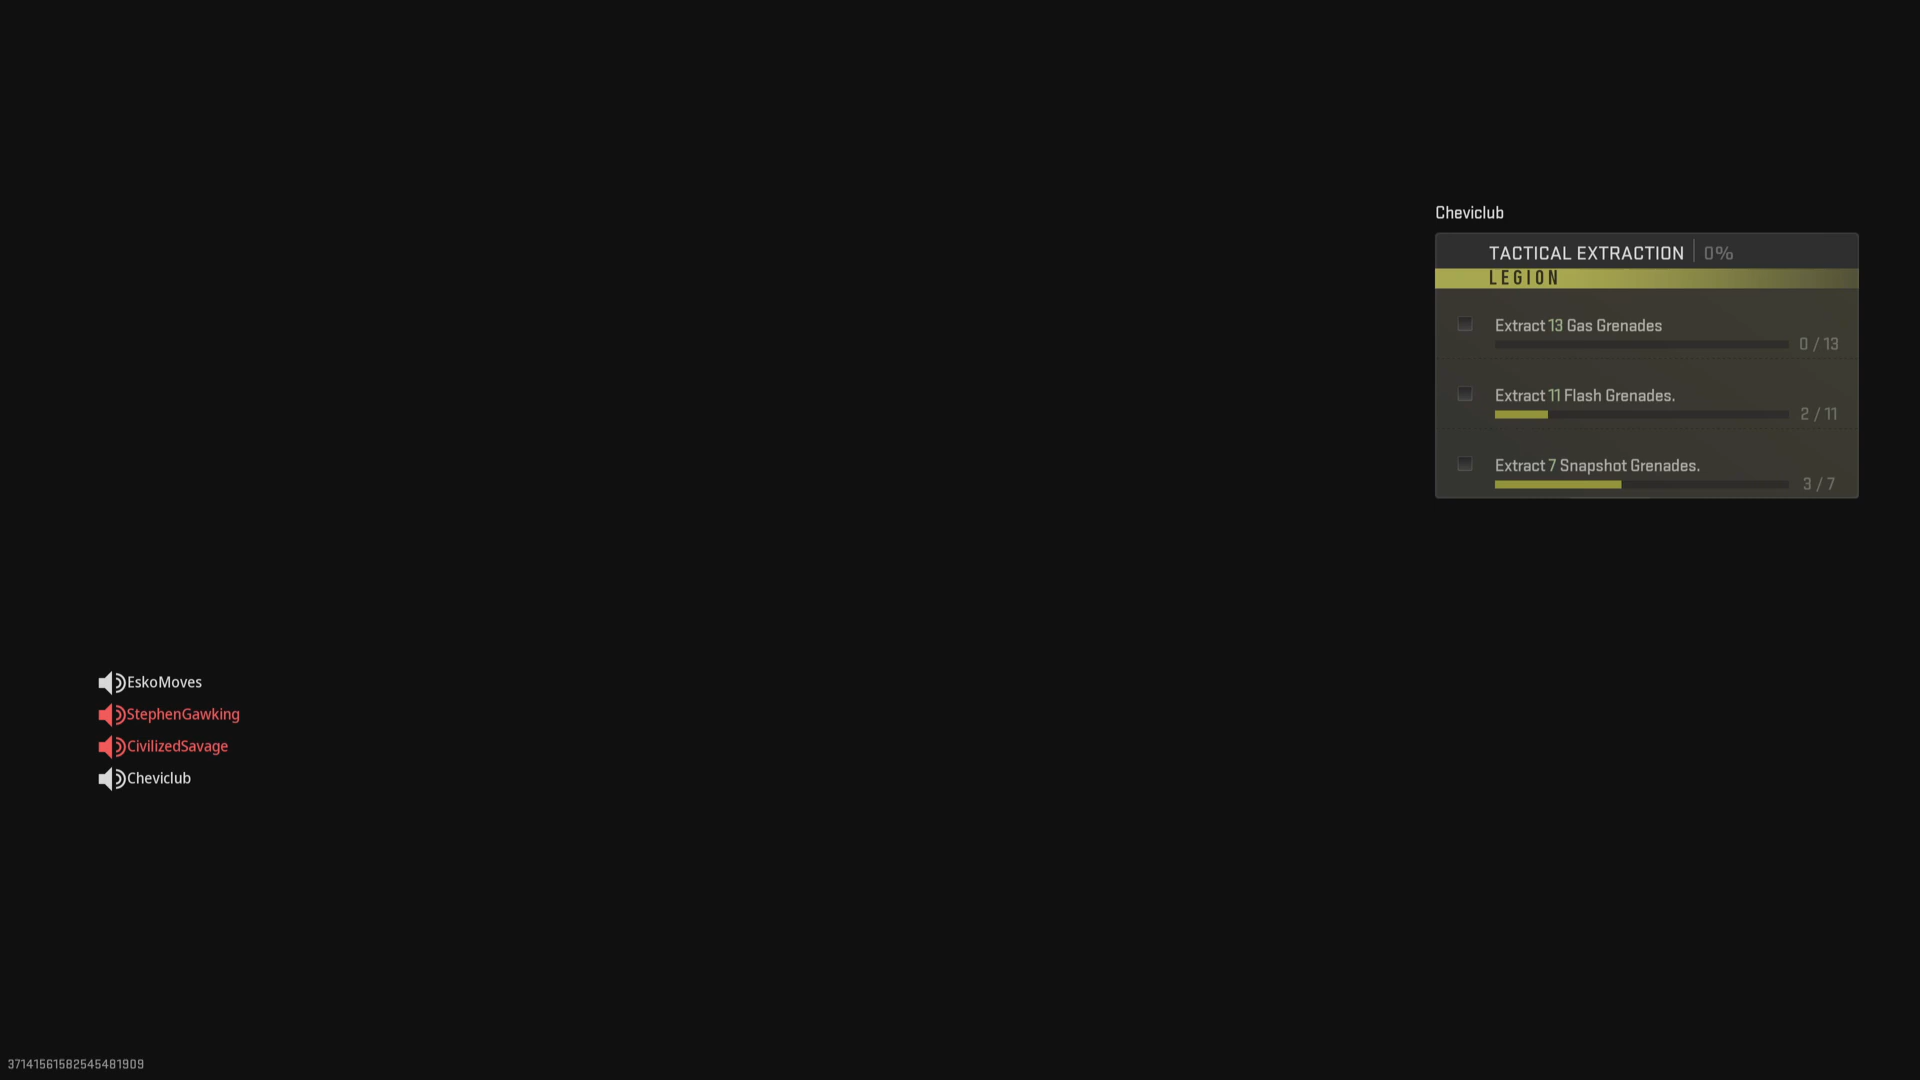 Cheviclub
TACTICAL EXTRACTION 0%
LEGION
Extract 13 Gas Grenades
0 / 13
Extract 11 Flash Grenades.
2 / 11
Extract 7 Snapshot Grenades.
3 / 7
EskoMoves
StephenGawking
CivilizedSavage
Cheviclub
37141561582545481909